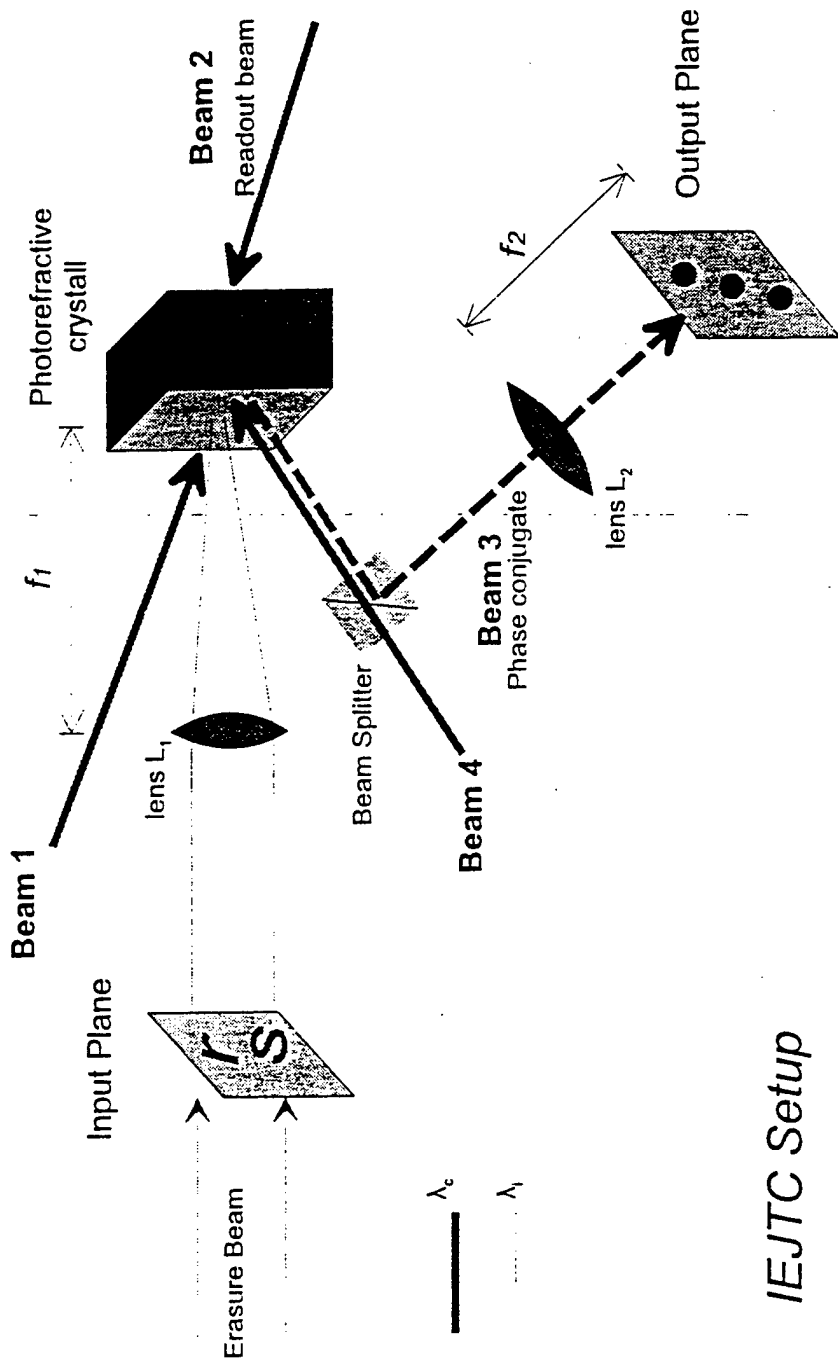 Beam 1
Input Plane
r
s
Erasure Beam
lens L₁
f1
Photorefractive
crystall
Beam 2
Readout beam
Beam Splitter
Beam 4
Beam 3
Phase conjugate
lens L₂
f2
Output Plane
λc
λi
IEJTC Setup